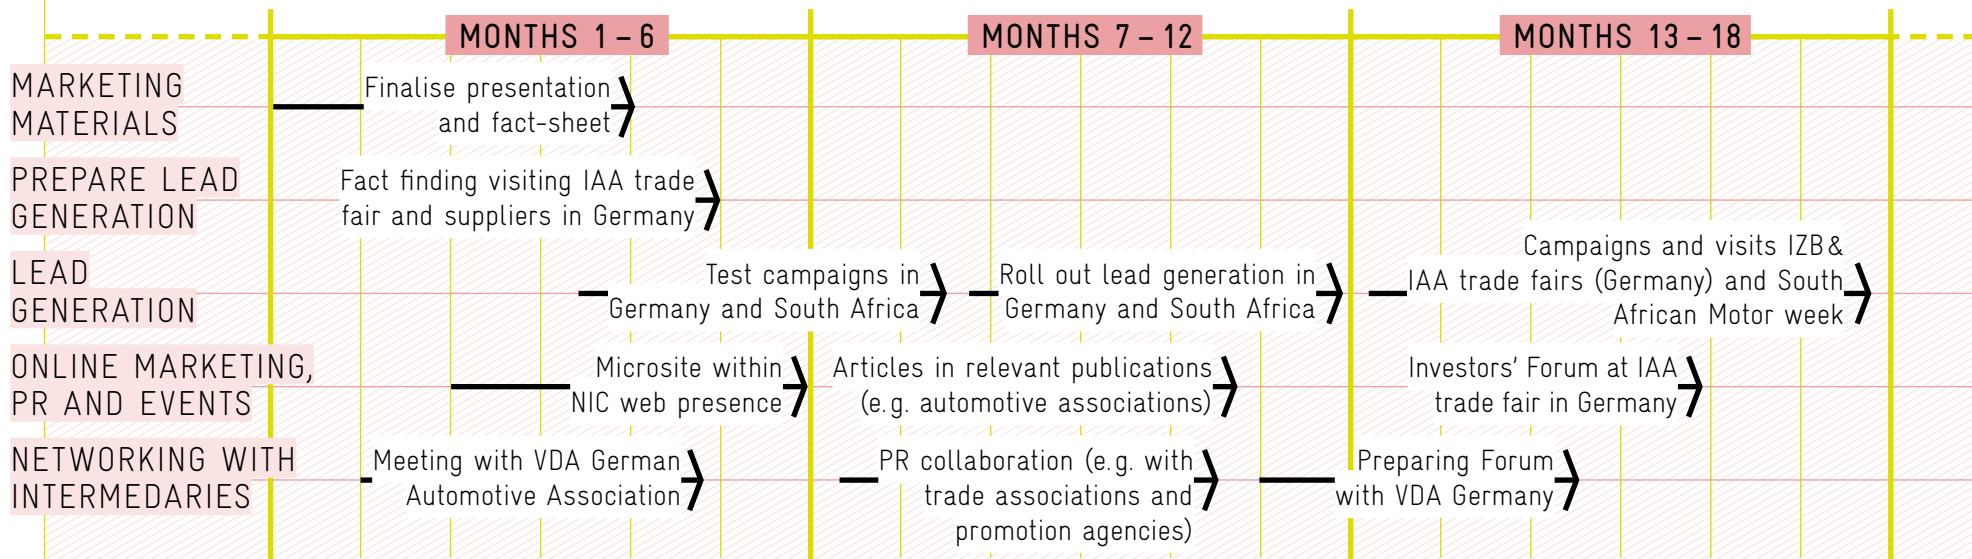 MONTHS 1 – 6
MONTHS 7 – 12
MONTHS 13 – 18
MARKETING
MATERIALS
Finalise presentation
and fact-sheet
PREPARE LEAD
GENERATION
Fact finding visiting IAA trade
fair and suppliers in Germany
LEAD
GENERATION
Test campaigns in
Germany and South Africa
Roll out lead generation in
Germany and South Africa
Campaigns and visits IZB &
IAA trade fairs (Germany) and South
African Motor week
ONLINE MARKETING,
PR AND EVENTS
Microsite within
NIC web presence
Articles in relevant publications
(e.g. automotive associations)
Investors’ Forum at IAA
trade fair in Germany
NETWORKING WITH
INTERMEDARIES
Meeting with VDA German
Automotive Association
PR collaboration (e.g. with
trade associations and
promotion agencies)
Preparing Forum
with VDA Germany